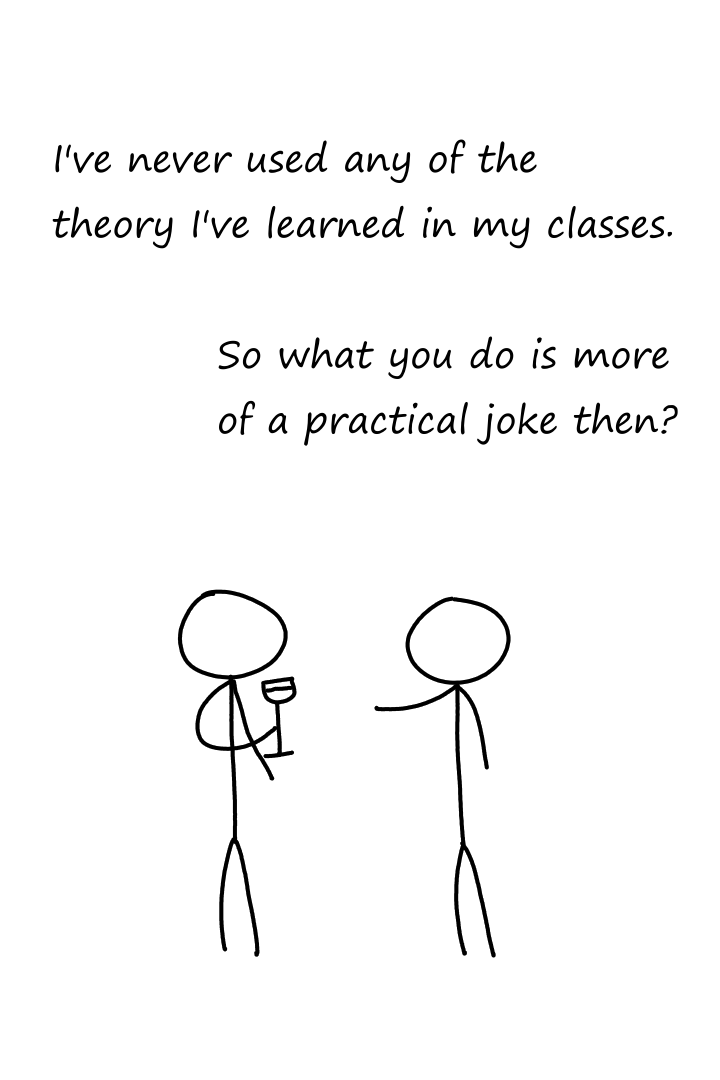 I've never used any of the
theory I've learned in my classes.
So what you do is more
of a practical joke then?